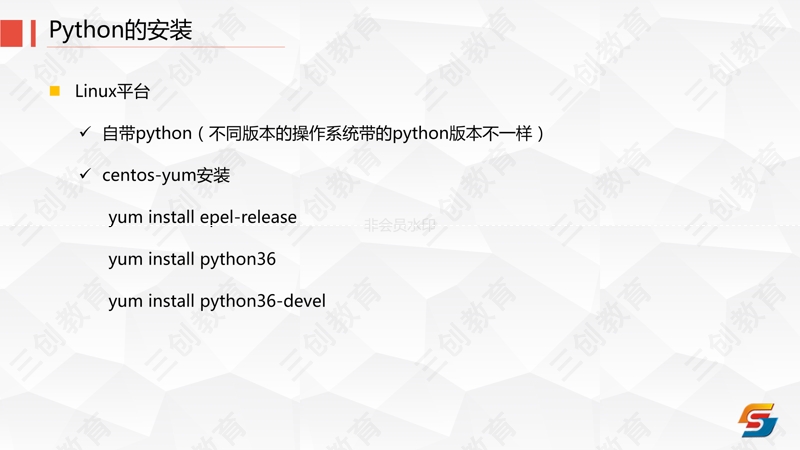 Python的安装
Linux平台
自带python（不同版本的操作系统带的python版本不一样）
centos-yum安装
yum install epel-release
非会员水印
yum install python36
yum install python36-devel
三创教育